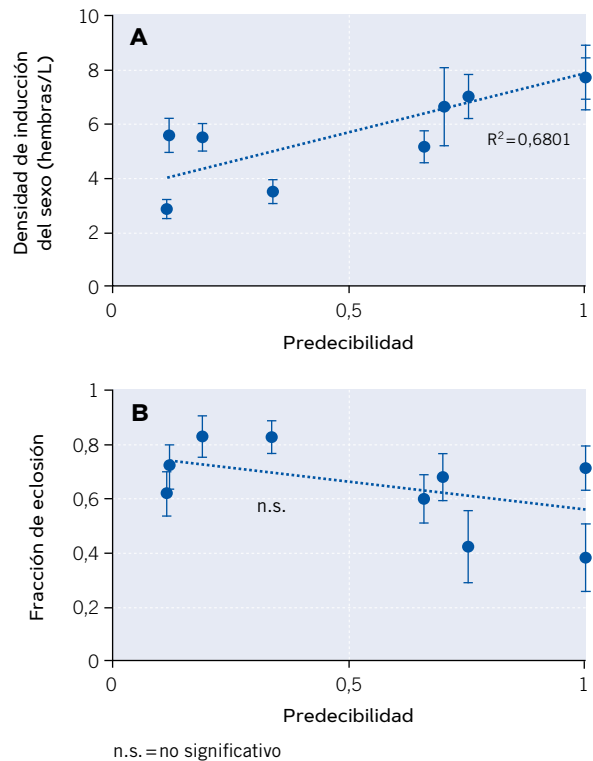 A
Densidad de inducción
del sexo (hembras/L)
10
8
6
4
2
0
R²=0,6801
0
0,5
1
Predecibilidad
B
Fracción de eclosión
1
0,8
0,6
0,4
0,2
0
n.s.
0
0,5
1
Predecibilidad
n.s.=no significativo